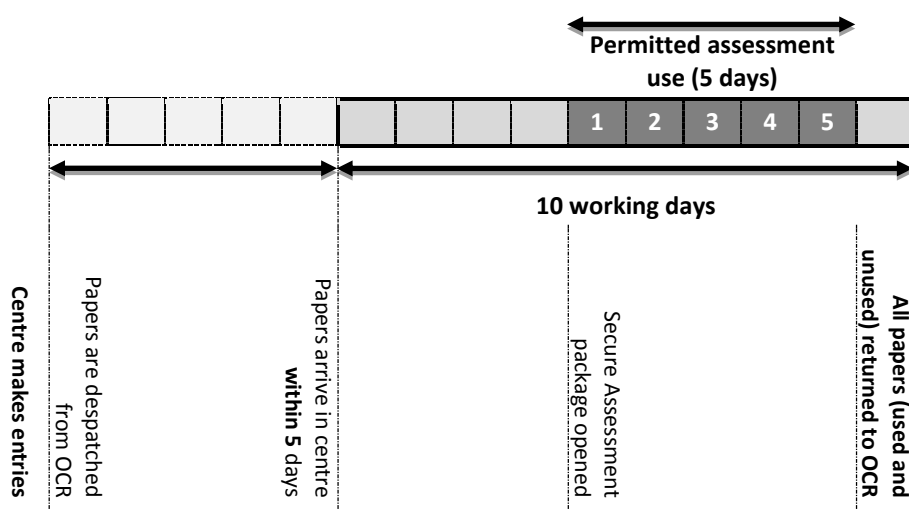 Permitted assessment
use (5 days)
1 2 3 4 5
10 working days
Centre makes entries
Papers are despatched
from OCR
Papers arrive in centre
within 5 days
Secure Assessment
package opened
All papers (used and
unused) returned to OCR